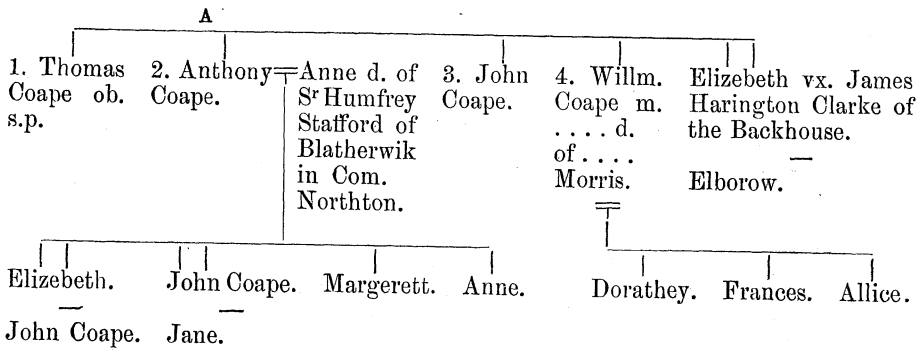 A
1. Thomas
Coape ob.
s.p.
2. Anthony
Coape.
Anne d. of
Sr Humfrey
Stafford of
Blatherwik
in Com.
Northton.
3. John
Coape.
4. Willm.
Coape m.
. . . . d.
of . . . .
Morris.
Elizebeth vx. James
Harington Clarke of
the Backhouse.
—
Elborow.
Elizebeth.
—
John Coape.
John Coape.
—
Jane.
Margerett.
Anne.
Dorathey.
Frances.
Allice.